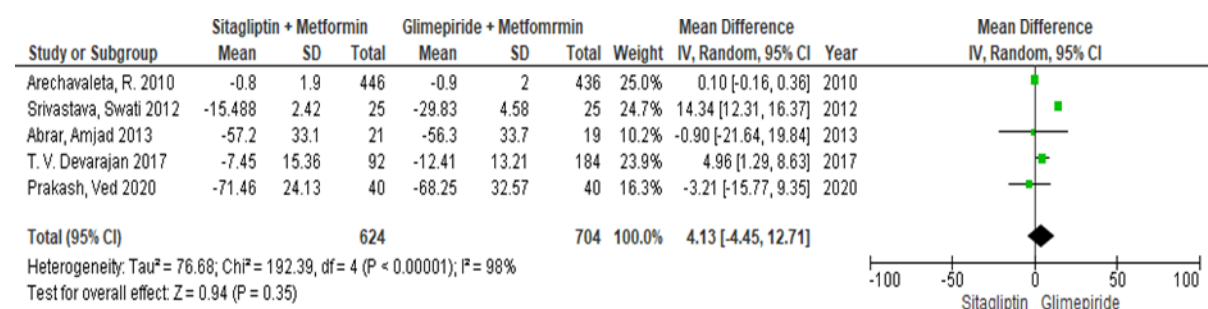 Sitagliptin + Metformin Glimepiride + Metfomrmin Mean Difference Mean Difference
Study or Subgroup Mean SD Total Mean SD Total Weight IV, Random, 95% CI Year IV, Random, 95% CI
Arechavaleta, R. 2010 -0.8 1.9 446 -0.9 2 436 25.0% 0.10 [-0.16, 0.36] 2010
Srivastava, Swati 2012 -15.488 2.42 25 -29.83 4.58 25 24.7% 14.34 [12.31, 16.37] 2012
Abrar, Amjad 2013 -57.2 33.1 21 -56.3 33.7 19 10.2% -0.90 [-21.64, 19.84] 2013
T. V. Devarajan 2017 -7.45 15.36 92 -12.41 13.21 184 23.9% 4.96 [1.29, 8.63] 2017
Prakash, Ved 2020 -71.46 24.13 40 -68.25 32.57 40 16.3% -3.21 [-15.77, 9.35] 2020
Total (95% CI) 624 704 100.0% 4.13 [-4.45, 12.71]
Heterogeneity: Tau² = 76.68; Chi² = 192.39, df = 4 (P < 0.00001); I² = 98%
Test for overall effect: Z = 0.94 (P = 0.35)
-100 -50 0 50 100
Sitagliptin Glimepiride